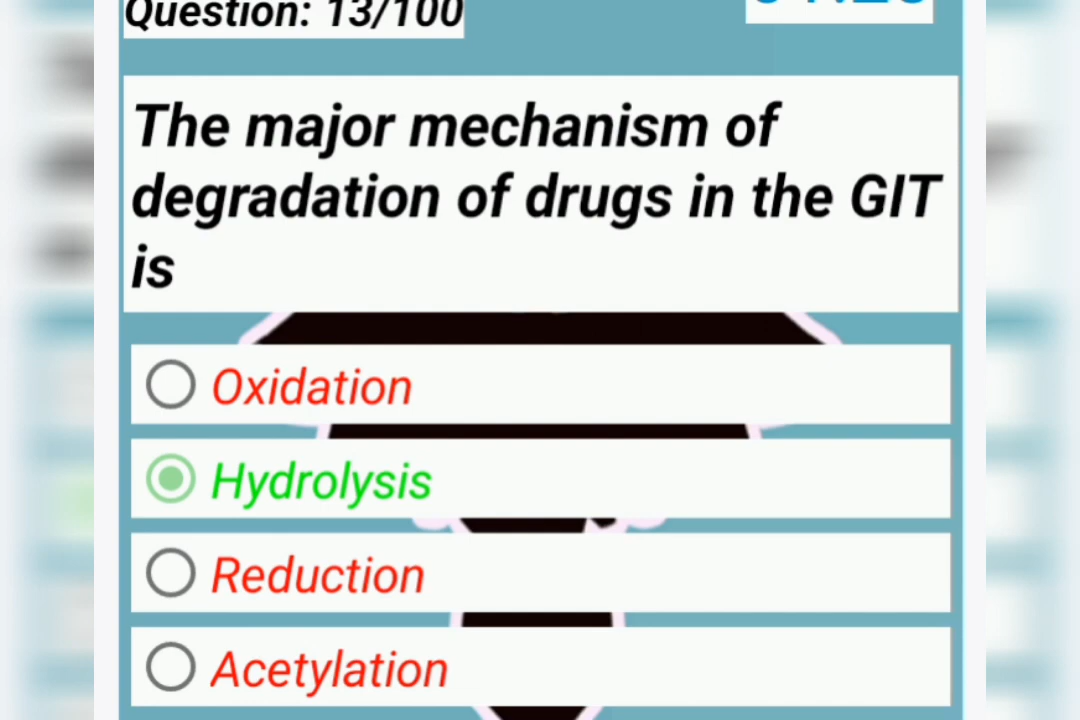 Question: 13/100
The major mechanism of
degradation of drugs in the GIT
is
Oxidation
Hydrolysis
Reduction
Acetylation